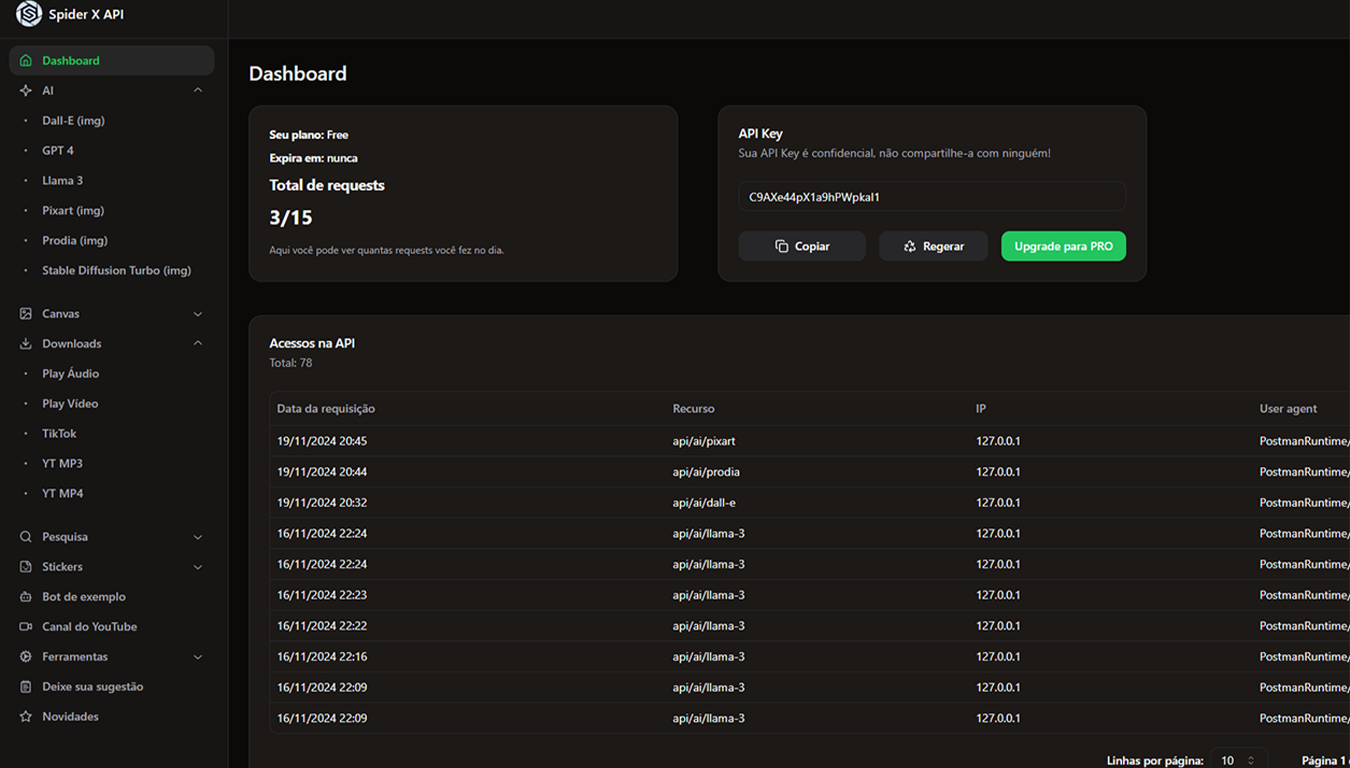 Spider X API
Dashboard
AI
Dall-E (img)
GPT 4
Llama 3
Pixart (img)
Prodia (img)
Stable Diffusion Turbo (img)
Canvas
Downloads
Play Áudio
Play Vídeo
TikTok
YT MP3
YT MP4
Pesquisa
Stickers
Bot de exemplo
Canal do YouTube
Ferramentas
Deixe sua sugestão
Novidades
Dashboard
Seu plano: Free
Expira em: nunca
Total de requests
3/15
Aqui você pode ver quantas requests você fez no dia.
API Key
Sua API Key é confidencial, não compartilhe-a com ninguém!
C9AXe44pX1a9hPWpkaI1
Copiar Regerar Upgrade para PRO
Acessos na API
Total: 78
Data da requisição Recurso IP User agent
19/11/2024 20:45 api/ai/pixart 127.0.0.1 PostmanRuntime/
19/11/2024 20:44 api/ai/prodia 127.0.0.1 PostmanRuntime/
19/11/2024 20:32 api/ai/dall-e 127.0.0.1 PostmanRuntime/
16/11/2024 22:24 api/ai/llama-3 127.0.0.1 PostmanRuntime/
16/11/2024 22:24 api/ai/llama-3 127.0.0.1 PostmanRuntime/
16/11/2024 22:23 api/ai/llama-3 127.0.0.1 PostmanRuntime/
16/11/2024 22:22 api/ai/llama-3 127.0.0.1 PostmanRuntime/
16/11/2024 22:16 api/ai/llama-3 127.0.0.1 PostmanRuntime/
16/11/2024 22:09 api/ai/llama-3 127.0.0.1 PostmanRuntime/
16/11/2024 22:09 api/ai/llama-3 127.0.0.1 PostmanRuntime/
Linhas por página: 10 Página 1